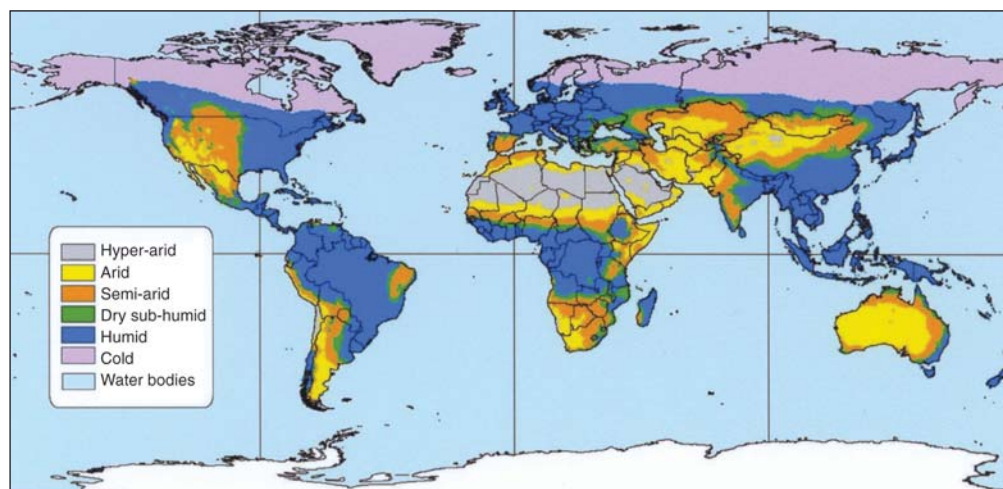 Hyper-arid
Arid
Semi-arid
Dry sub-humid
Humid
Cold
Water bodies